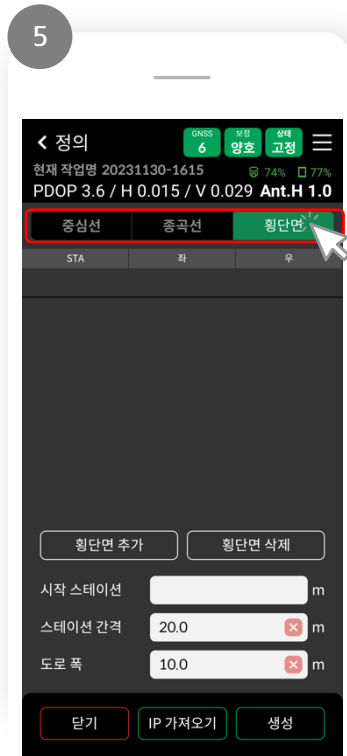 5
정의
GNSS 6 보정 양호 상태 고정
현재 작업명 20231130-1615 74% 77%
PDOP 3.6 / H 0.015 / V 0.029 Ant.H 1.0
중심선 종곡선 횡단면
STA 좌 우
횡단면 추가 횡단면 삭제
시작 스테이션 m
스테이션 간격 20.0 m
도로 폭 10.0 m
닫기 IP 가져오기 생성